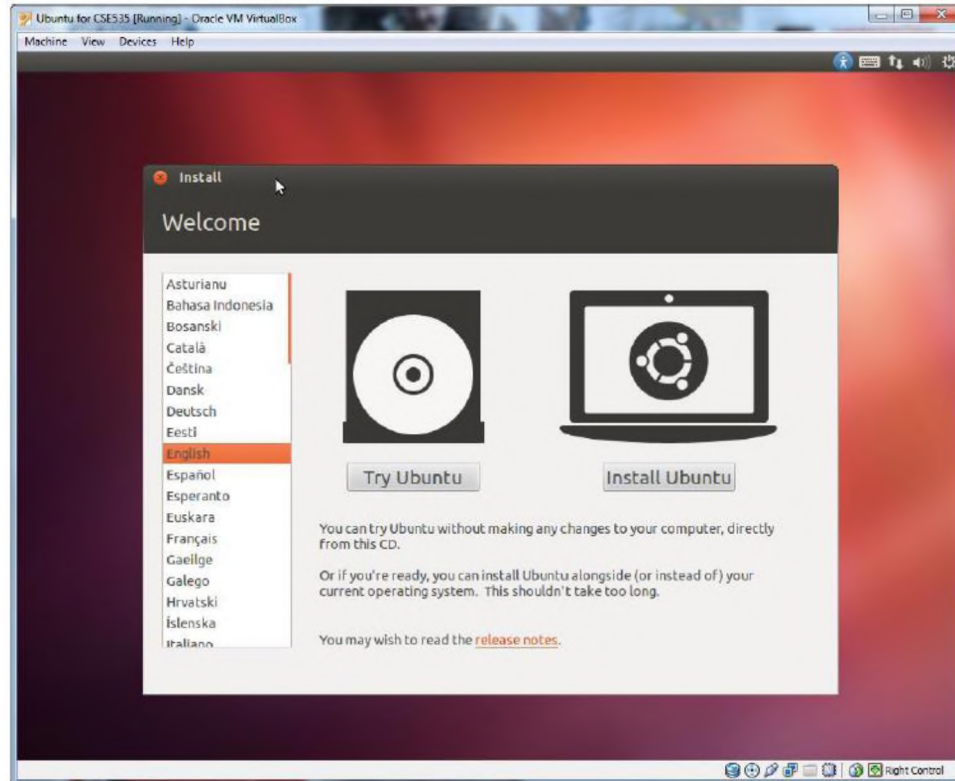 Ubuntu for CSE535 [Running] - Oracle VM VirtualBox
Machine View Devices Help
Install
Welcome
Asturianu
Bahasa Indonesia
Bosanski
Català
Čeština
Dansk
Deutsch
Eesti
English
Español
Esperanto
Euskara
Français
Gaeilge
Galego
Hrvatski
Íslenska
Italiano
Try Ubuntu
Install Ubuntu
You can try Ubuntu without making any changes to your computer, directly
from this CD.
Or if you're ready, you can install Ubuntu alongside (or instead of) your
current operating system. This shouldn't take too long.
You may wish to read the release notes.
Right Control